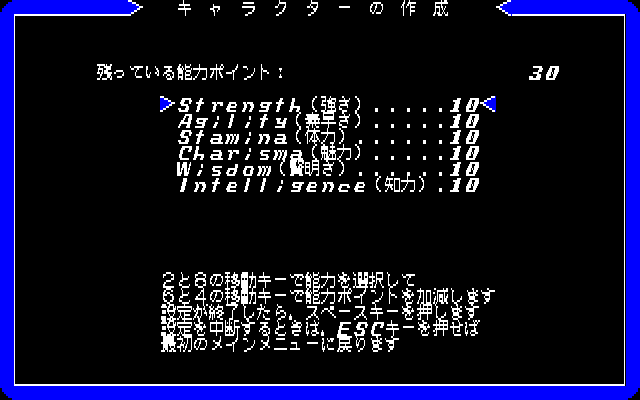 キャラクターの作成
残っている能力ポイント: 30
Strength(強さ).....10
Agility(素早さ).....10
Stamina(体力)......10
Charisma(魅力).....10
Wisdom(賢明さ).....10
Intelligence(知力).10
2と8の移動キーで能力を選択して
6と4の移動キーで能力ポイントを加減します
設定が終了したら、スペースキーを押します
設定を中断するときは、ESCキーを押せば
最初のメインメニューに戻ります